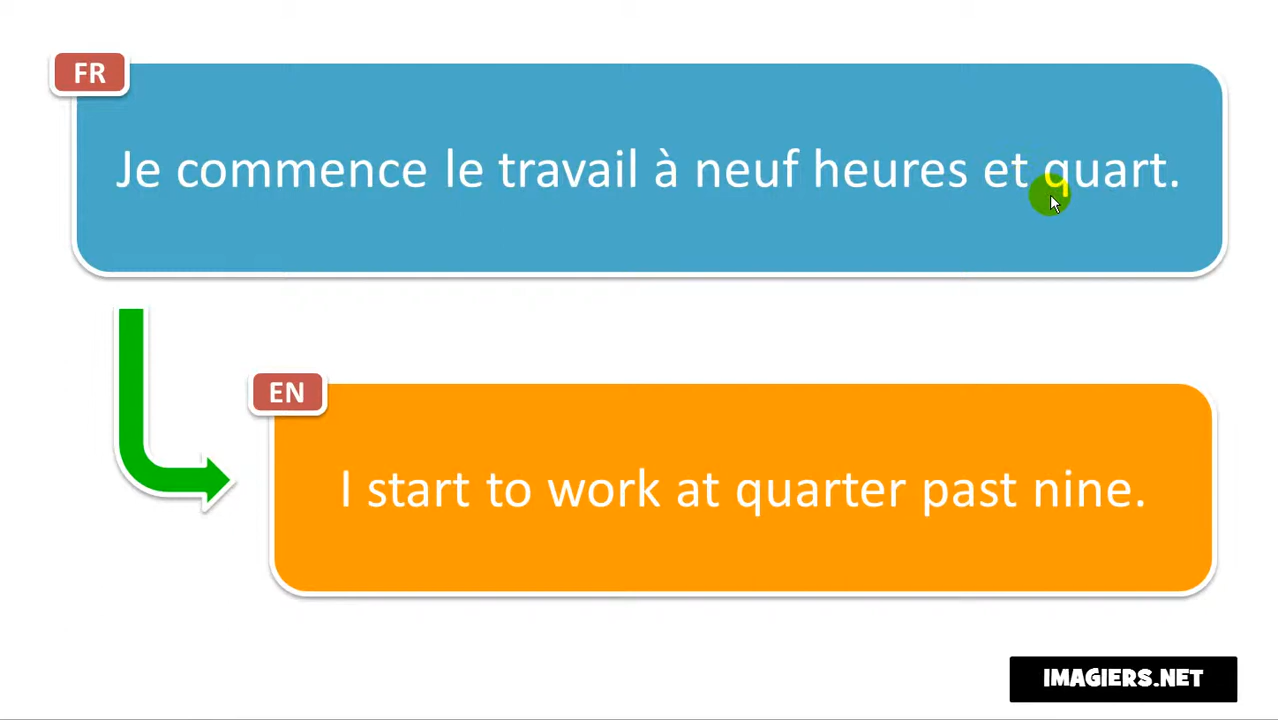 FR
Je commence le travail à neuf heures et quart.
EN
I start to work at quarter past nine.
IMAGIERS.NET